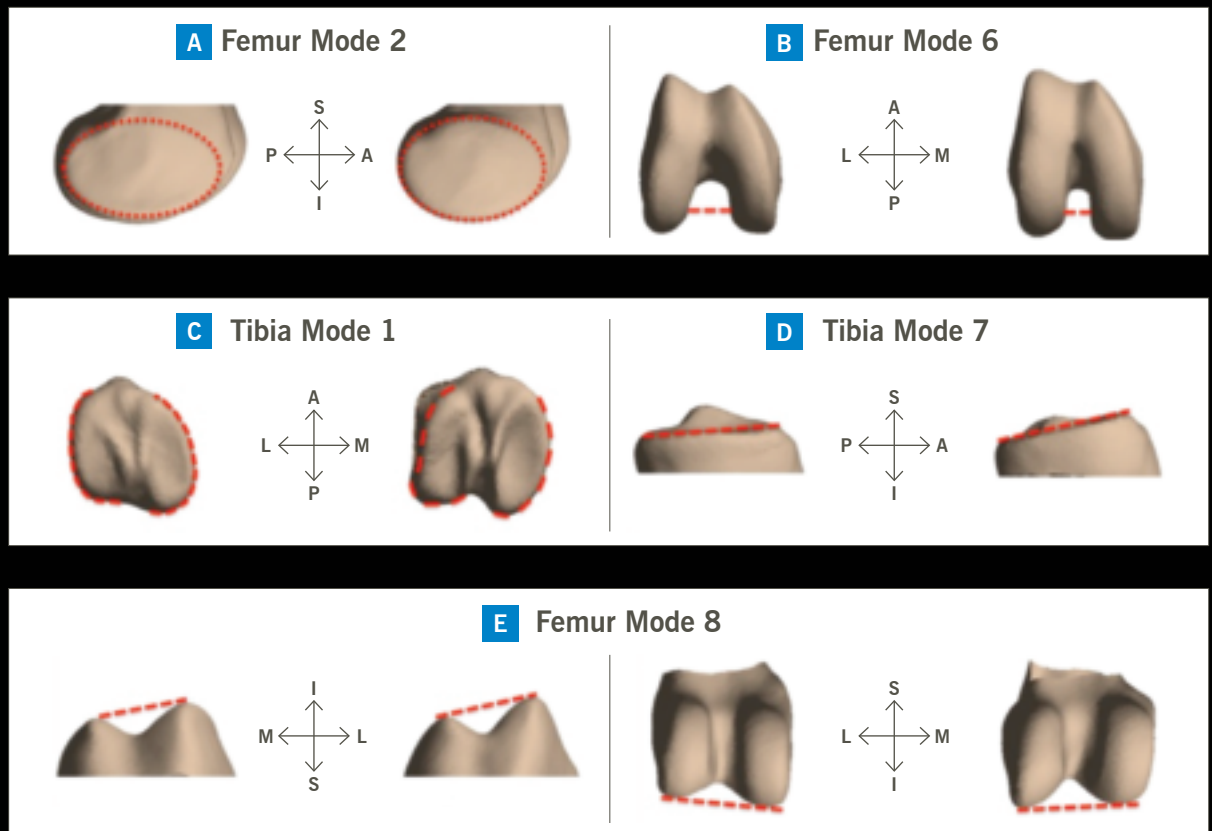 A Femur Mode 2
S
P A
I
B Femur Mode 6
A
L M
P
C Tibia Mode 1
A
L M
P
D Tibia Mode 7
S
P A
I
E Femur Mode 8
I
M L
S
S
L M
I